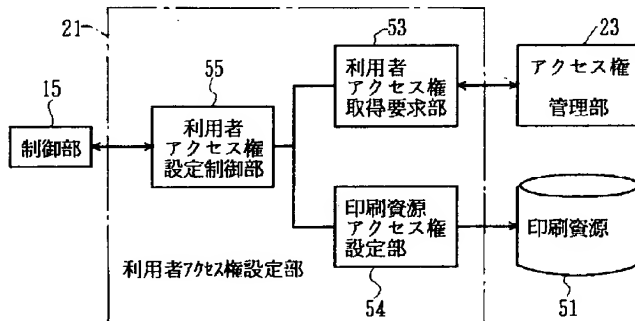 21
53
23
利用者
アクセス権
取得要求部
アクセス権
管理部
15
制御部
55
利用者
アクセス権
設定制御部
印刷資源
アクセス権
設定部
印刷資源
利用者アクセス権設定部
54
51